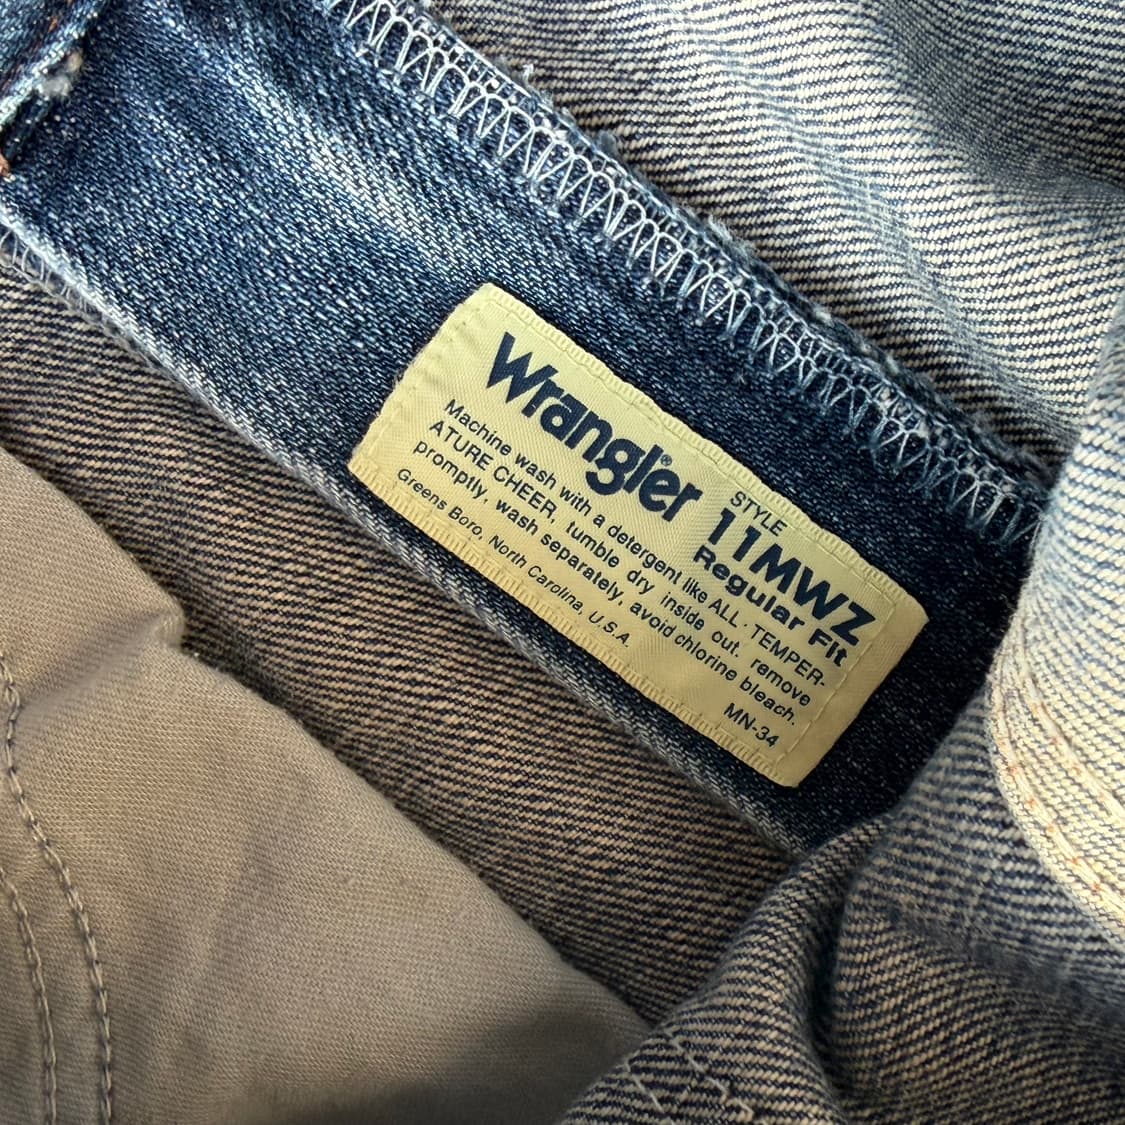 Wrangler®
STYLE
11MWZ
Regular Fit
Machine wash with a detergent like ALL - TEMPER-
ATURE CHEER, tumble dry inside out. remove
promptly, wash separately, avoid chlorine bleach.
Greens Boro, North Carolina, U.S.A.
MN-34